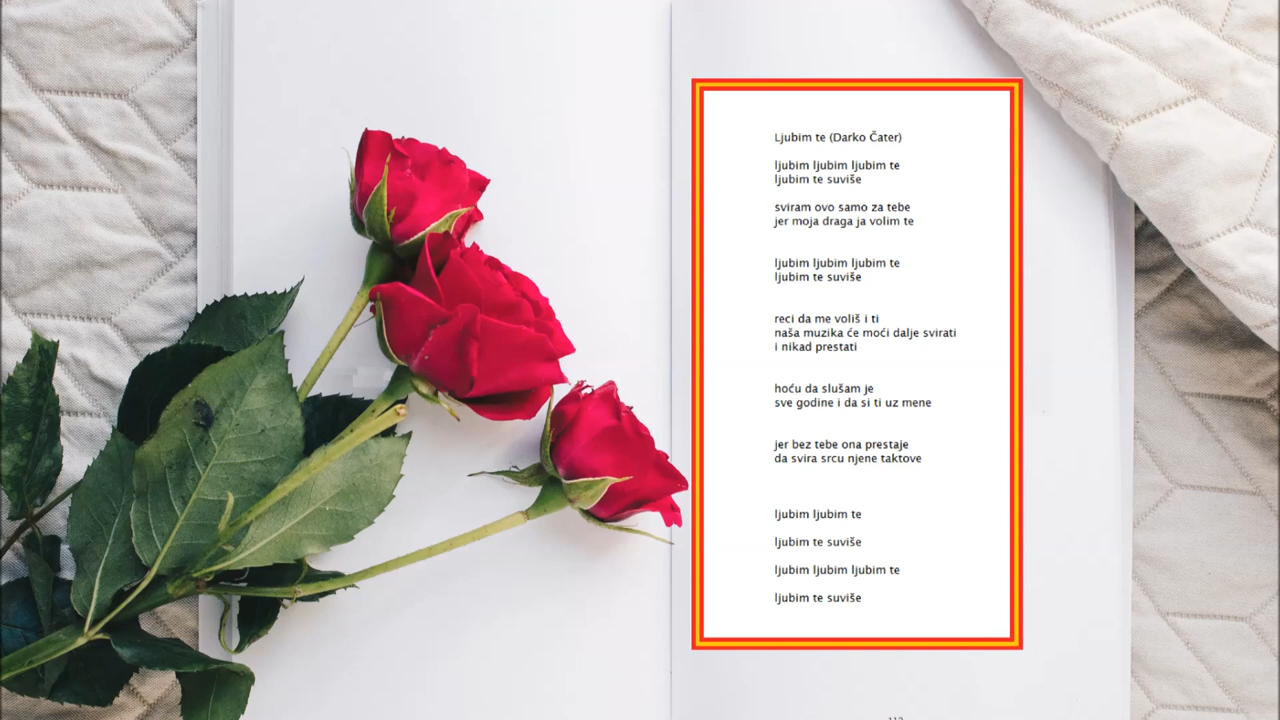 Ljubim te (Darko Čater)
ljubim ljubim ljubim te
ljubim te suviše
sviram ovo samo za tebe
jer moja draga ja volim te
ljubim ljubim ljubim te
ljubim te suviše
reci da me voliš i ti
naša muzika će moći dalje svirati
i nikad prestati
hoću da slušam je
sve godine i da si ti uz mene
jer bez tebe ona prestaje
da svira srcu njene taktove
ljubim ljubim te
ljubim te suviše
ljubim ljubim ljubim te
ljubim te suviše